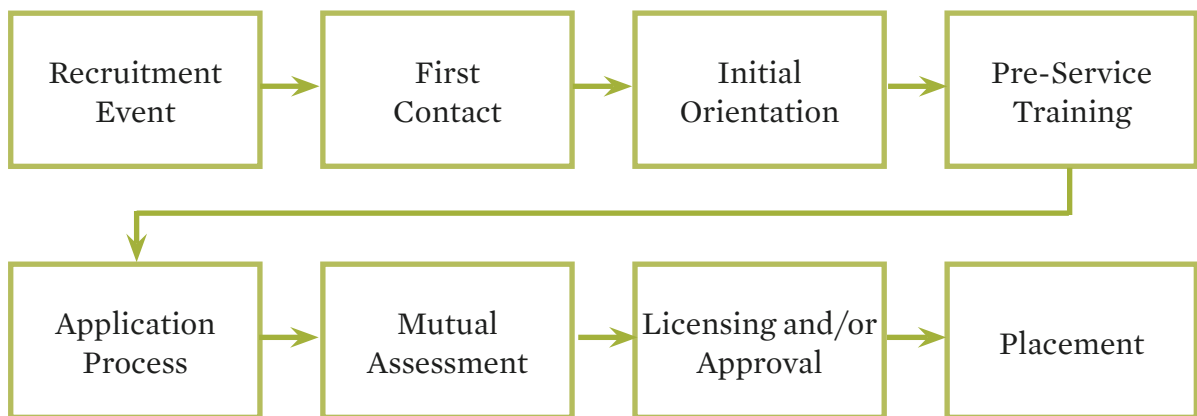 Recruitment
Event
First
Contact
Initial
Orientation
Pre-Service
Training
Application
Process
Mutual
Assessment
Licensing and/or
Approval
Placement